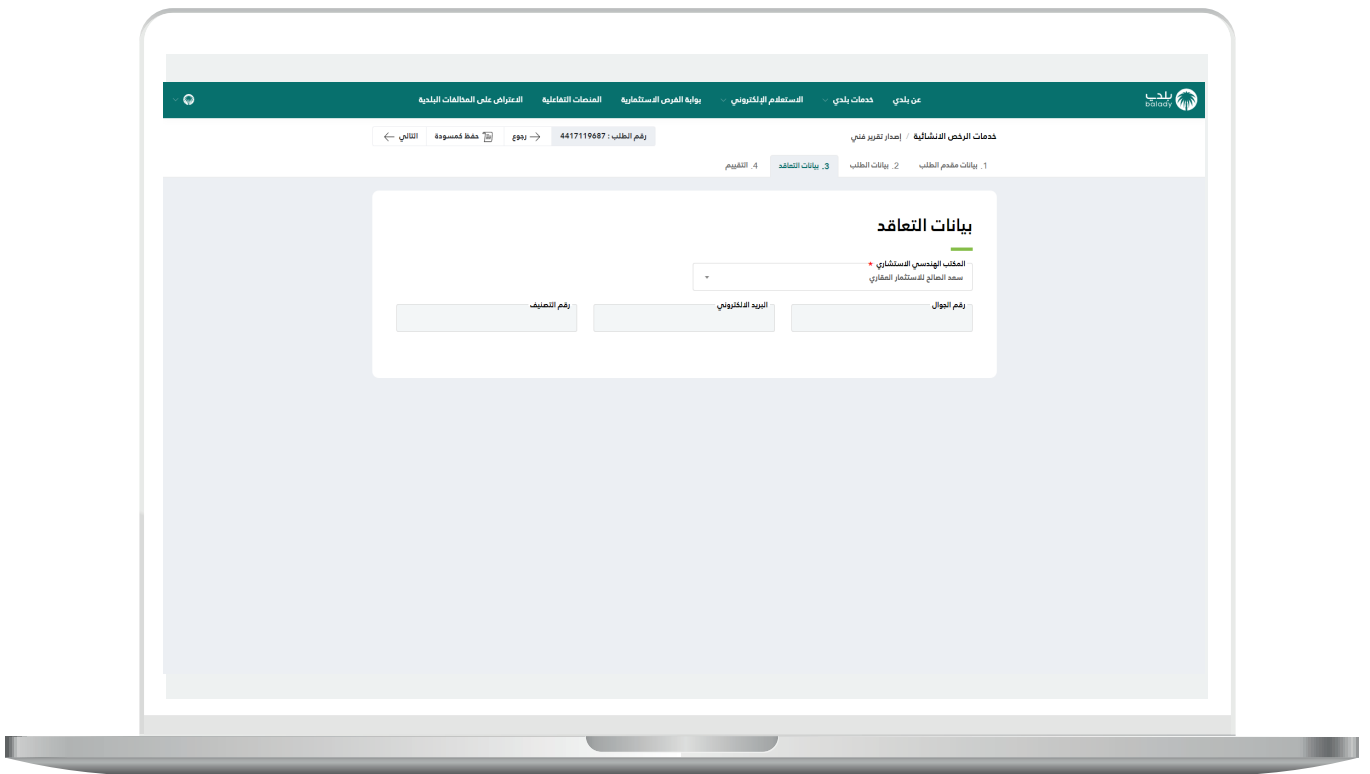 بلدي
balady
عن بلدي
خدمات بلدي
الاستعلام الإلكتروني
بوابة الفرص الاستثمارية
المنصات التفاعلية
الاعتراض على المخالفات البلدية
خدمات الرخص الانشائية / إصدار تقرير فني
رقم الطلب : 4417119687
رجوع
حفظ كمسودة
التالي
1. بيانات مقدم الطلب
2. بيانات الطلب
3. بيانات التعاقد
4. التقييم
بيانات التعاقد
المكتب الهندسي الاستشاري *
سعد الصالح للاستثمار العقاري
رقم الجوال
البريد الالكتروني
رقم التصنيف